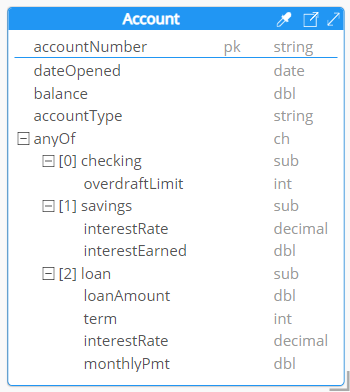 Account
accountNumber pk string
dateOpened date
balance dbl
accountType string
anyOf ch
[0] checking sub
overdraftLimit int
[1] savings sub
interestRate decimal
interestEarned dbl
[2] loan sub
loanAmount dbl
term int
interestRate decimal
monthlyPmt dbl